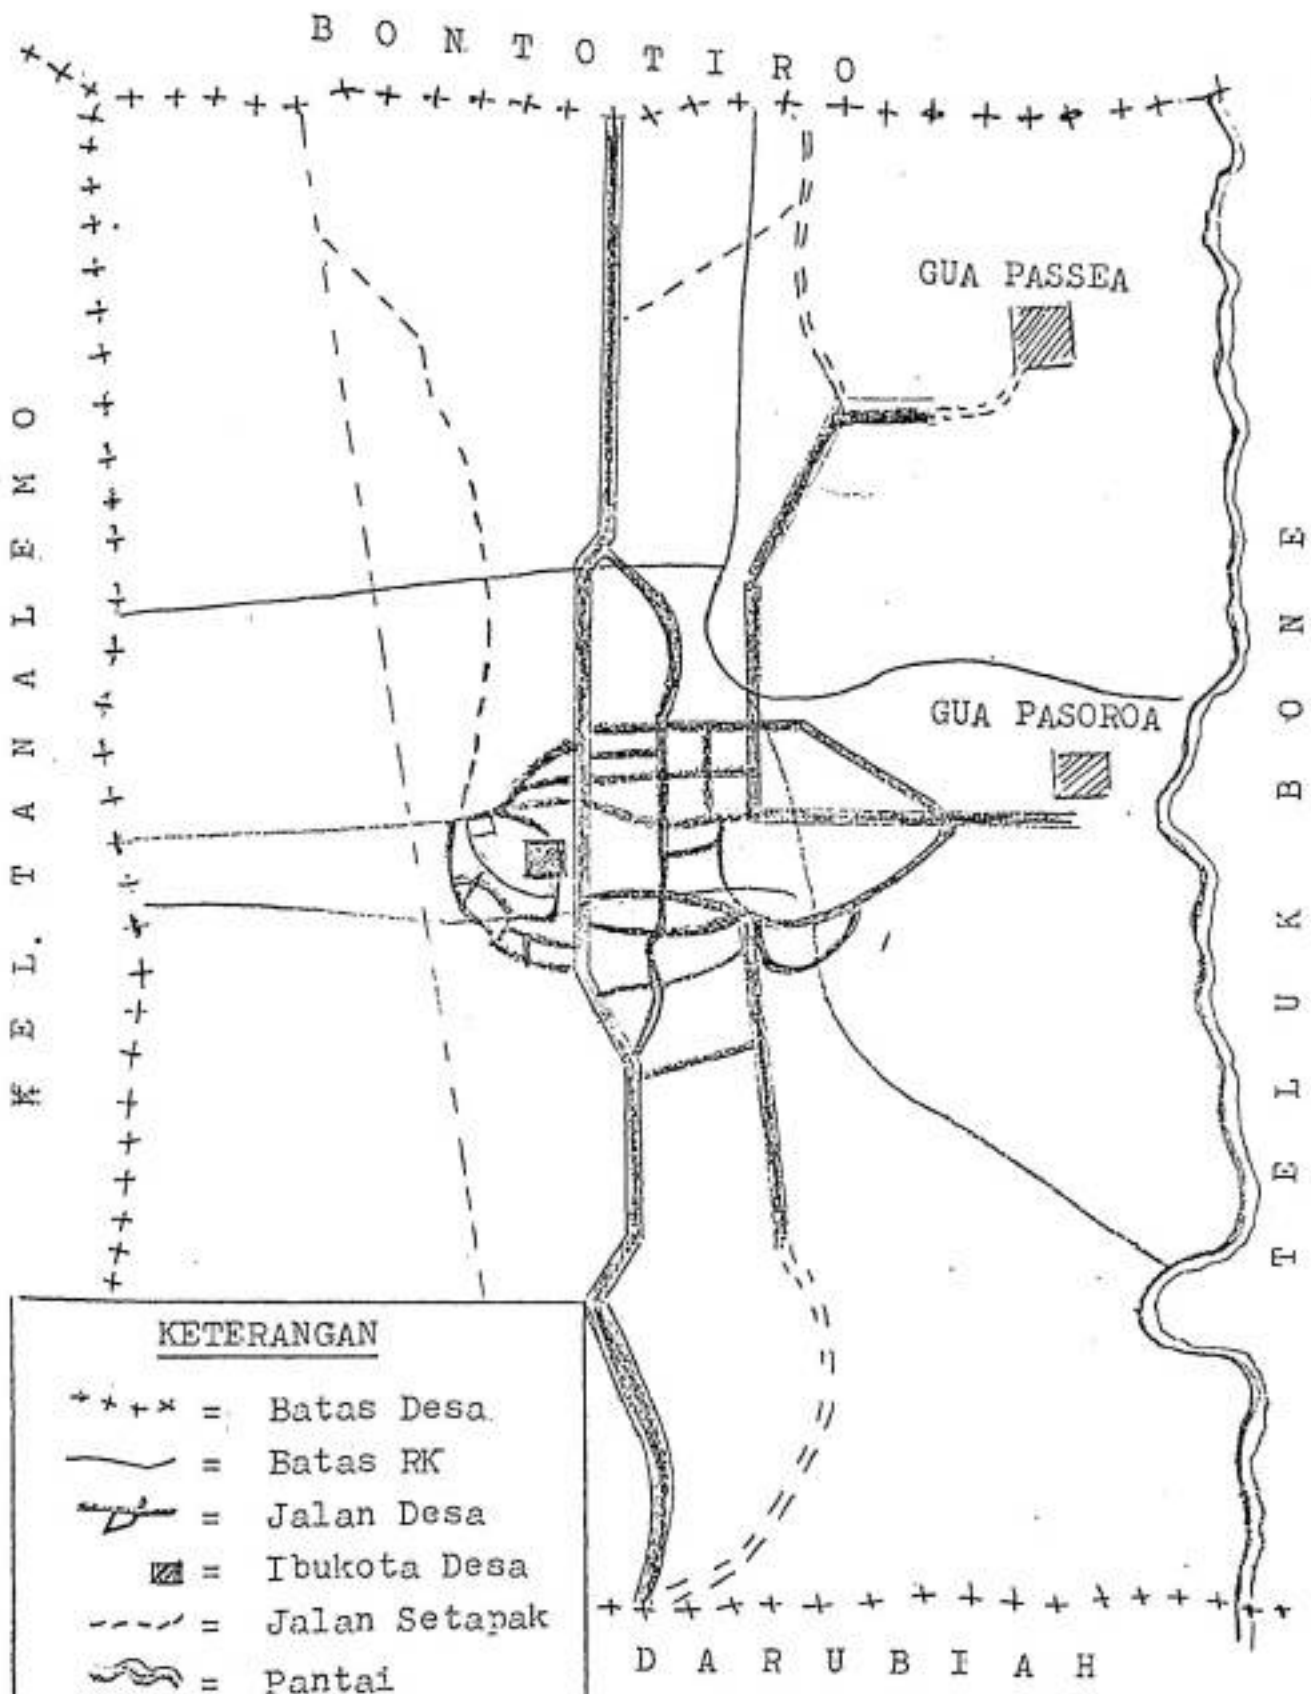 BONTOTIRO
GUA PASSEA
KEL. TANALEMO
GUA PASOROA
TELUK BONE
KETERANGAN
= Batas Desa
= Batas RK
= Jalan Desa
= Ibukota Desa
= Jalan Setapak
= Pantai
DARUBIAH